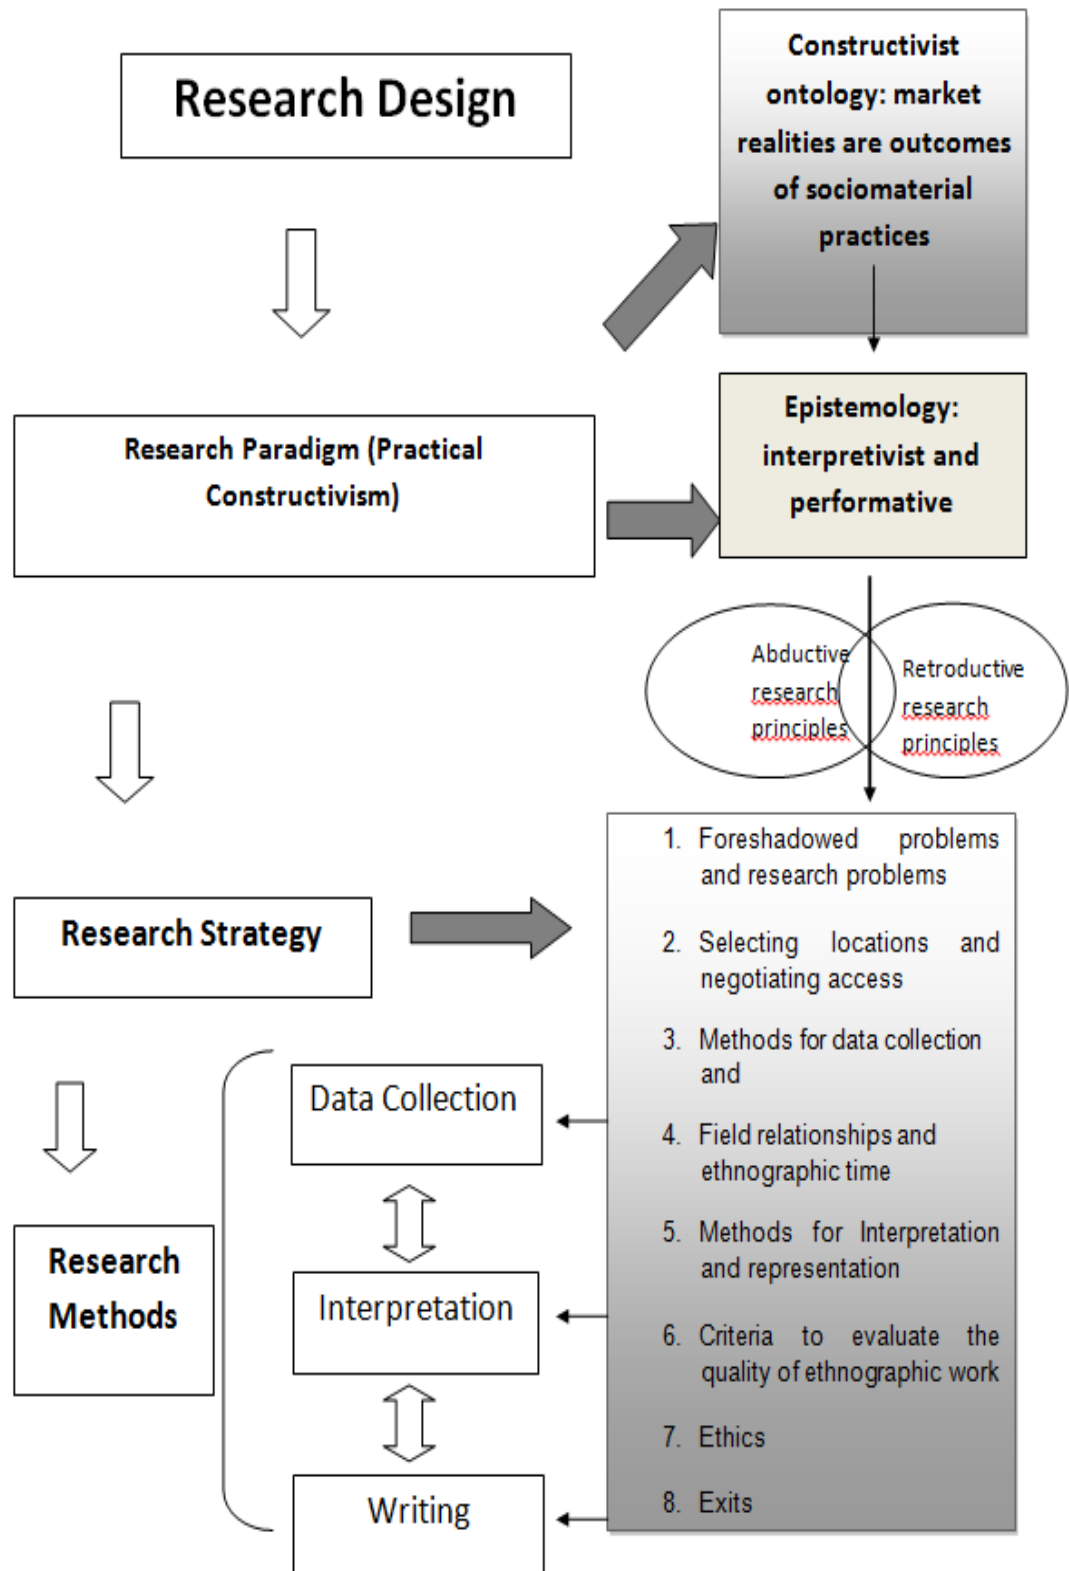 Research Design
Constructivist
ontology: market
realities are outcomes
of sociomaterial
practices
Research Paradigm (Practical
Constructivism)
Epistemology:
interpretivist and
performative
Abductive
research
principles
Retroductive
research
principles
Research Strategy
1. Foreshadowed problems
and research problems
2. Selecting locations and
negotiating access
3. Methods for data collection
and
4. Field relationships and
ethnographic time
5. Methods for Interpretation
and representation
6. Criteria to evaluate the
quality of ethnographic work
7. Ethics
8. Exits
Research
Methods
Data Collection
Interpretation
Writing